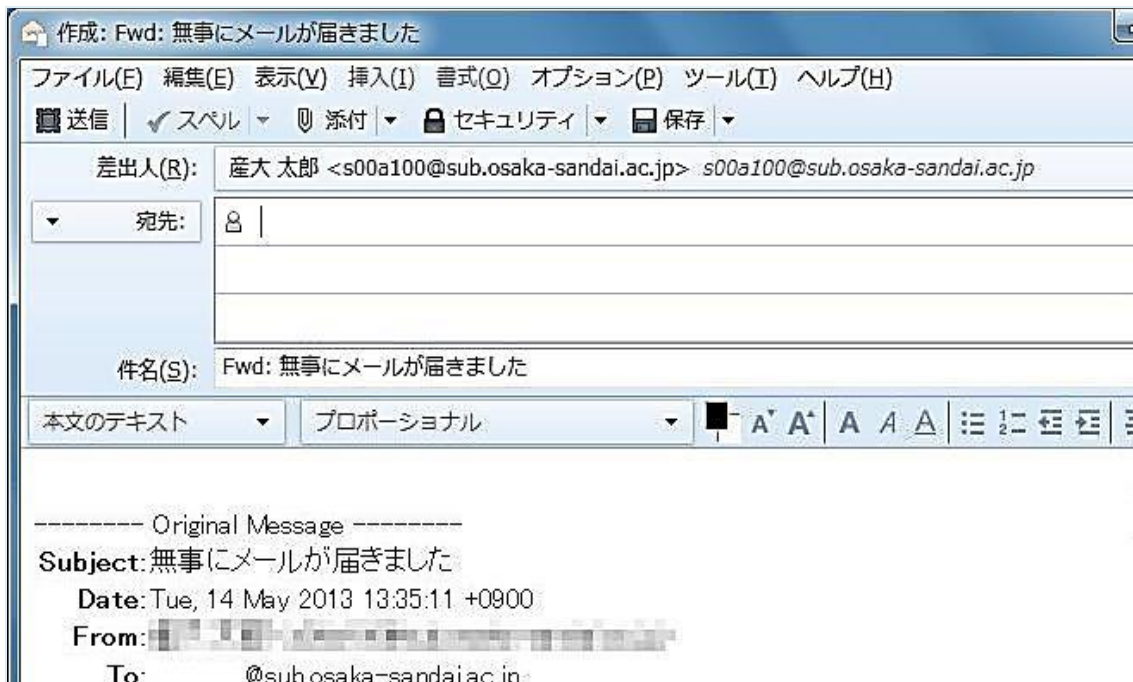 作成: Fwd: 無事にメールが届きました
ファイル(F) 編集(E) 表示(V) 挿入(I) 書式(O) オプション(P) ツール(T) ヘルプ(H)
送信 スペル 添付 セキュリティ 保存
差出人(R): 産大 太郎 <s00a100@sub.osaka-sandai.ac.jp> s00a100@sub.osaka-sandai.ac.jp
宛先:
件名(S): Fwd: 無事にメールが届きました
本文のテキスト プロポーショナル
-------- Original Message --------
Subject: 無事にメールが届きました
Date: Tue, 14 May 2013 13:35:11 +0900
From:
To: @sub.osaka-sandai.ac.jp